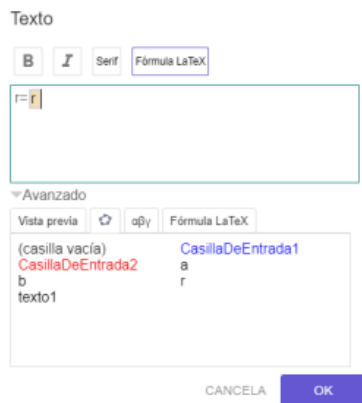 Texto
B I Serif Fórmula LaTeX
r= r
Avanzado
Vista previa αβγ Fórmula LaTeX
(casilla vacía) CasillaDeEntrada1
CasillaDeEntrada2 a
b r
texto1
CANCELA OK